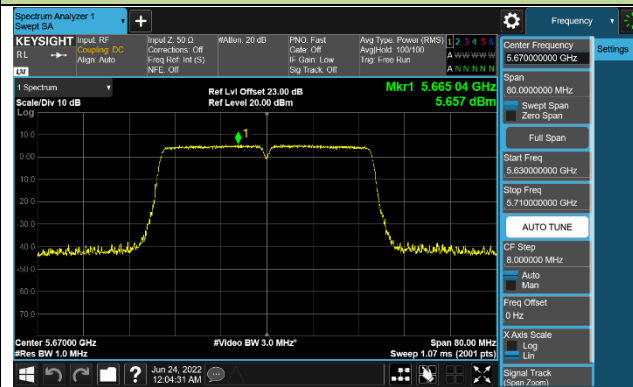 Spectrum Analyzer 1
Swept SA
Frequency
KEYSIGHT
RL
LXI
Input: RF
Coupling: DC
Align: Auto
Input Z: 50 Ω
Corrections: Off
Freq Ref: Int (S)
NFE: Off
#Atten: 20 dB
PNO: Fast
Gate: Off
IF Gain: Low
Sig Track: Off
Avg Type: Power (RMS)
Avg|Hold: 100/100
Trig: Free Run
1 2 3 4 5 6
A W W W W W
A N N N N N
1 Spectrum
Scale/Div 10 dB
Log
Ref Lvl Offset 23.00 dB
Ref Level 20.00 dBm
Mkr1 5.665 04 GHz
5.657 dBm
1
10.0
0.00
-10.0
-20.0
-30.0
-40.0
-50.0
-60.0
-70.0
Center 5.67000 GHz
#Res BW 1.0 MHz
#Video BW 3.0 MHz*
Span 80.00 MHz
Sweep 1.07 ms (2001 pts)
Center Frequency
5.670000000 GHz
Settings
Span
80.0000000 MHz
Swept Span
Zero Span
Full Span
Start Freq
5.630000000 GHz
Stop Freq
5.710000000 GHz
AUTO TUNE
CF Step
8.000000 MHz
Auto
Man
Freq Offset
0 Hz
X Axis Scale
Log
Lin
Signal Track
(Span Zoom)
Jun 24, 2022
12:04:31 AM